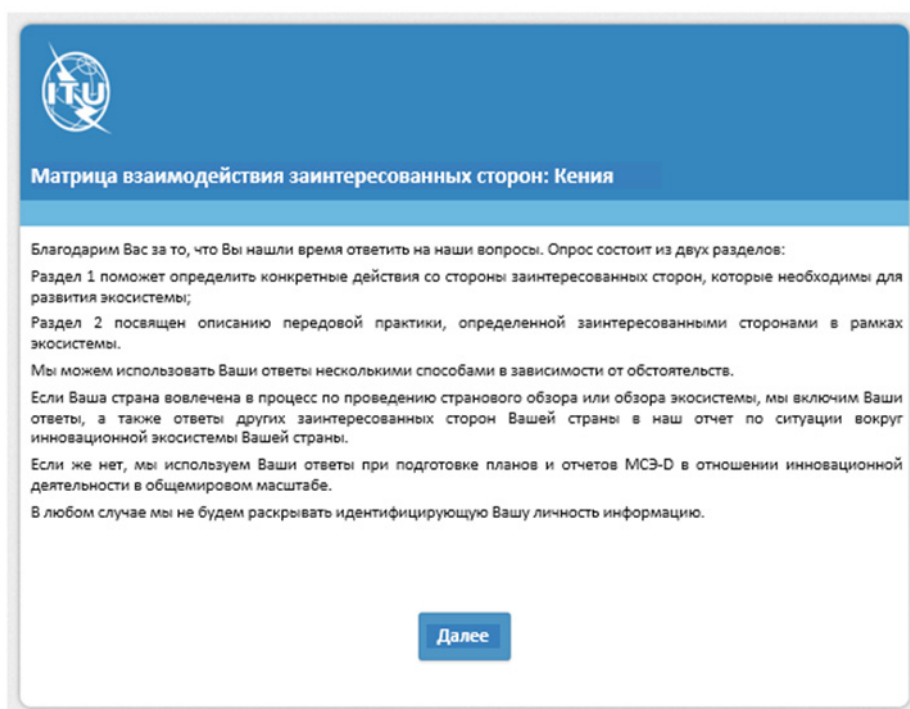 ITU
Матрица взаимодействия заинтересованных сторон: Кения
Благодарим Вас за то, что Вы нашли время ответить на наши вопросы. Опрос состоит из двух разделов:
Раздел 1 поможет определить конкретные действия со стороны заинтересованных сторон, которые необходимы для
развития экосистемы;
Раздел 2 посвящен описанию передовой практики, определенной заинтересованными сторонами в рамках
экосистемы.
Мы можем использовать Ваши ответы несколькими способами в зависимости от обстоятельств.
Если Ваша страна вовлечена в процесс по проведению странового обзора или обзора экосистемы, мы включим Ваши
ответы, а также ответы других заинтересованных сторон Вашей страны в наш отчет по ситуации вокруг
инновационной экосистемы Вашей страны.
Если же нет, мы используем Ваши ответы при подготовке планов и отчетов МСЭ-D в отношении инновационной
деятельности в общемировом масштабе.
В любом случае мы не будем раскрывать идентифицирующую Вашу личность информацию.
Далее